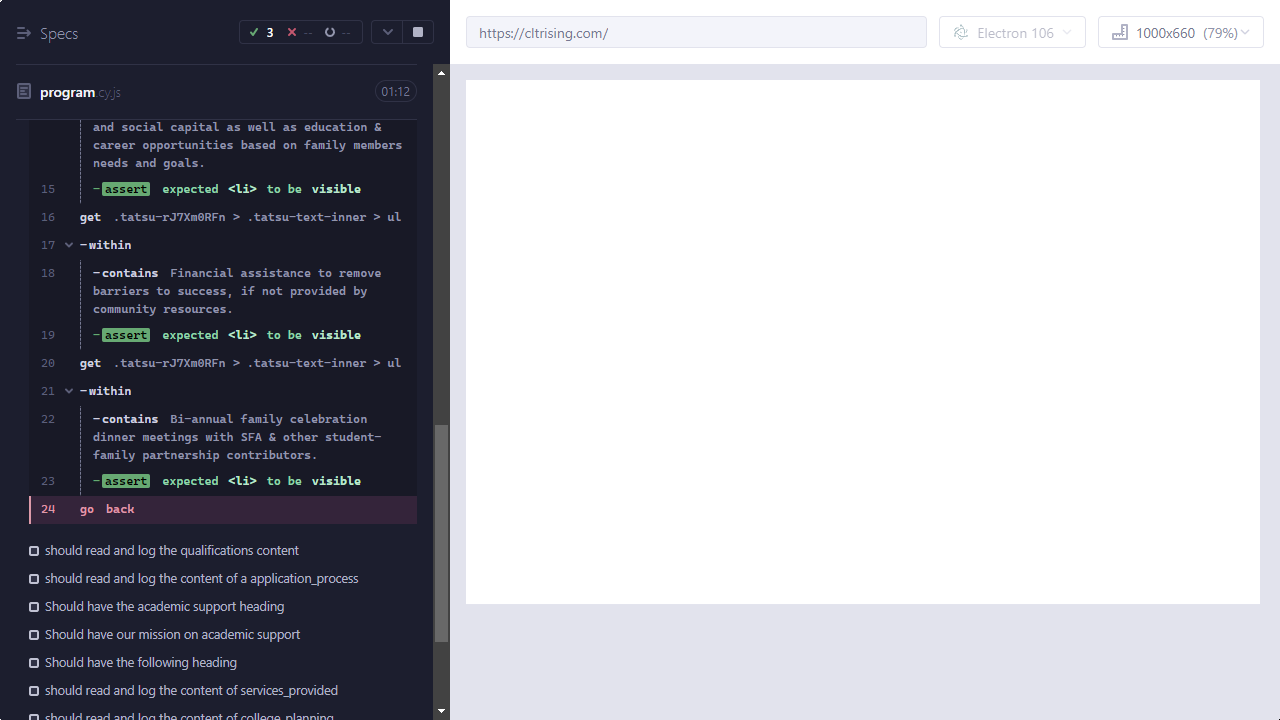 Specs
3
--
--
https://cltrising.com/
Electron 106
1000x660 (79%)
program cy.js
01:12
and social capital as well as education &
career opportunities based on family members
needs and goals.
15 -assert expected <li> to be visible
16 get .tatsu-rJ7Xm0RFn > .tatsu-text-inner > ul
17 -within
18 -contains Financial assistance to remove
barriers to success, if not provided by
community resources.
19 -assert expected <li> to be visible
20 get .tatsu-rJ7Xm0RFn > .tatsu-text-inner > ul
21 -within
22 -contains Bi-annual family celebration
dinner meetings with SFA & other student-
family partnership contributors.
23 -assert expected <li> to be visible
24 go back
should read and log the qualifications content
should read and log the content of a application_process
Should have the academic support heading
Should have our mission on academic support
Should have the following heading
should read and log the content of services_provided
should read and log the content of college_planning